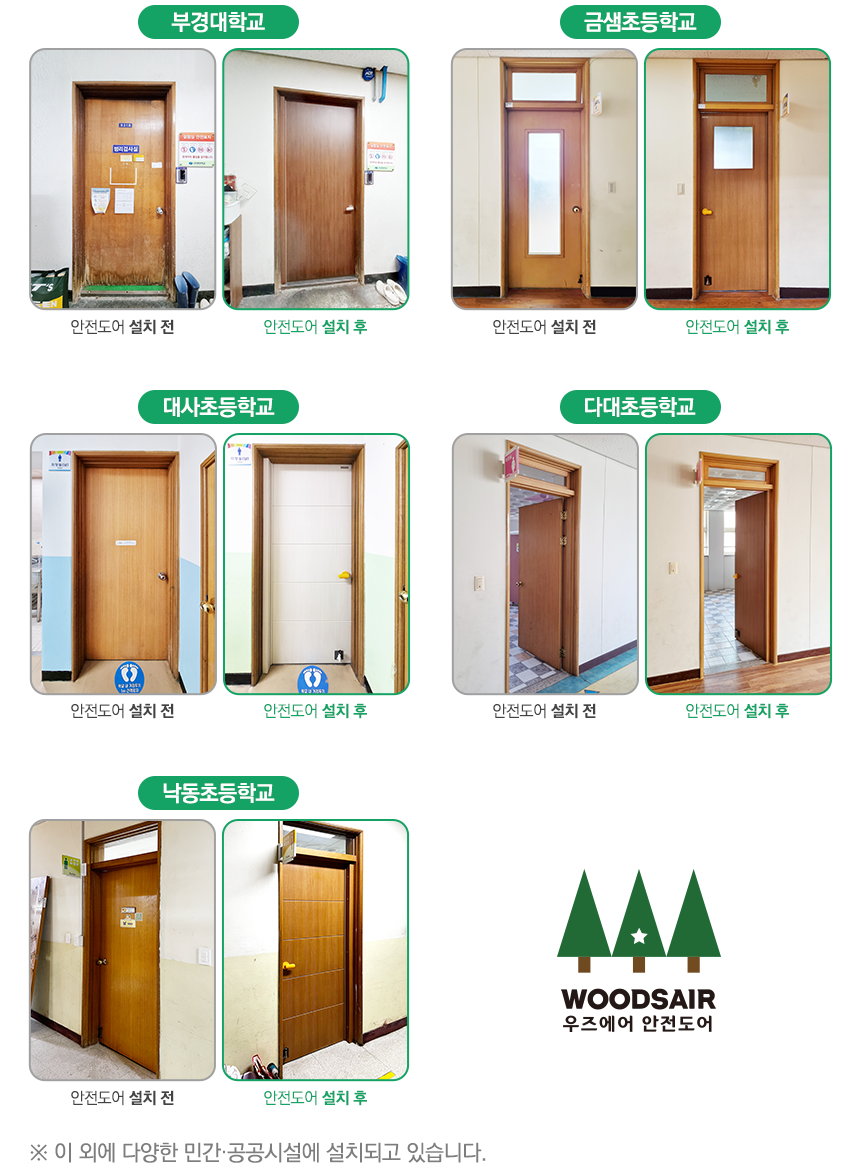 부경대학교
금샘초등학교
병리검사실
안전도어 설치 전
안전도어 설치 후
안전도어 설치 전
안전도어 설치 후
대사초등학교
다대초등학교
안전도어 설치 전
안전도어 설치 후
안전도어 설치 전
안전도어 설치 후
낙동초등학교
안전도어 설치 전
안전도어 설치 후
WOODSAIR
우즈에어 안전도어
※ 이 외에 다양한 민간·공공시설에 설치되고 있습니다.